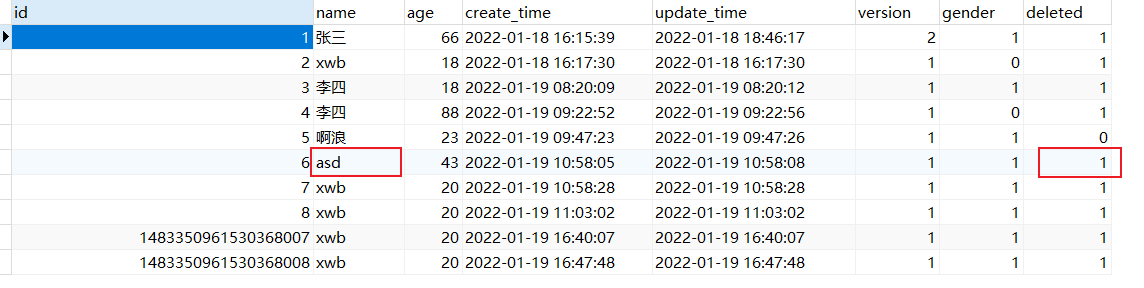 id name age create_time update_time version gender deleted
1 张三 66 2022-01-18 16:15:39 2022-01-18 18:46:17 2 1 1
2 xwb 18 2022-01-18 16:17:30 2022-01-18 16:17:30 1 0 1
3 李四 18 2022-01-19 08:20:09 2022-01-19 08:20:12 1 1 1
4 李四 88 2022-01-19 09:22:52 2022-01-19 09:22:56 1 0 1
5 啊浪 23 2022-01-19 09:47:23 2022-01-19 09:47:26 1 1 0
6 asd 43 2022-01-19 10:58:05 2022-01-19 10:58:08 1 1 1
7 xwb 20 2022-01-19 10:58:28 2022-01-19 10:58:28 1 1 1
8 xwb 20 2022-01-19 11:03:02 2022-01-19 11:03:02 1 1 1
1483350961530368007 xwb 20 2022-01-19 16:40:07 2022-01-19 16:40:07 1 1 1
1483350961530368008 xwb 20 2022-01-19 16:47:48 2022-01-19 16:47:48 1 1 1